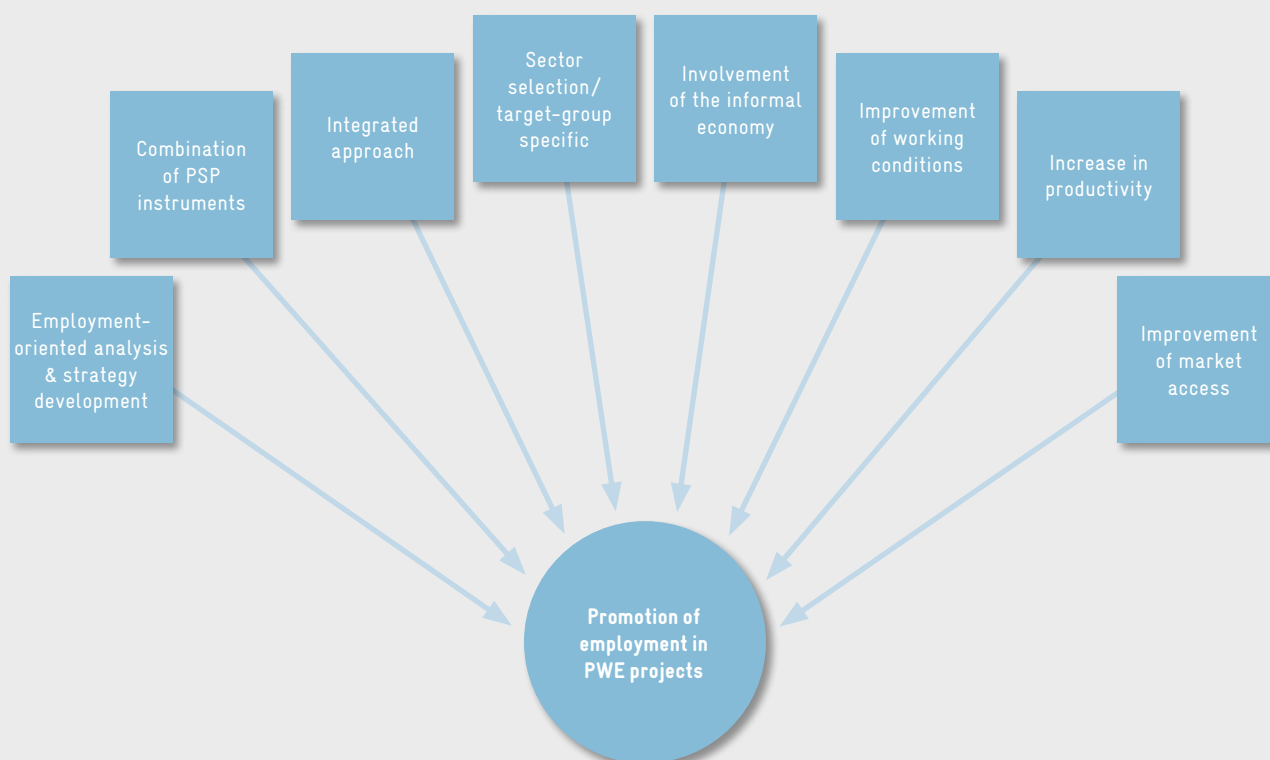 Sector
selection/
target-group
specific
Involvement
of the informal
economy
Integrated
approach
Improvement
of working
conditions
Combination
of PSP
instruments
Increase in
productivity
Employment-
oriented analysis
& strategy
development
Improvement
of market
access
Promotion of
employment in
PWE projects